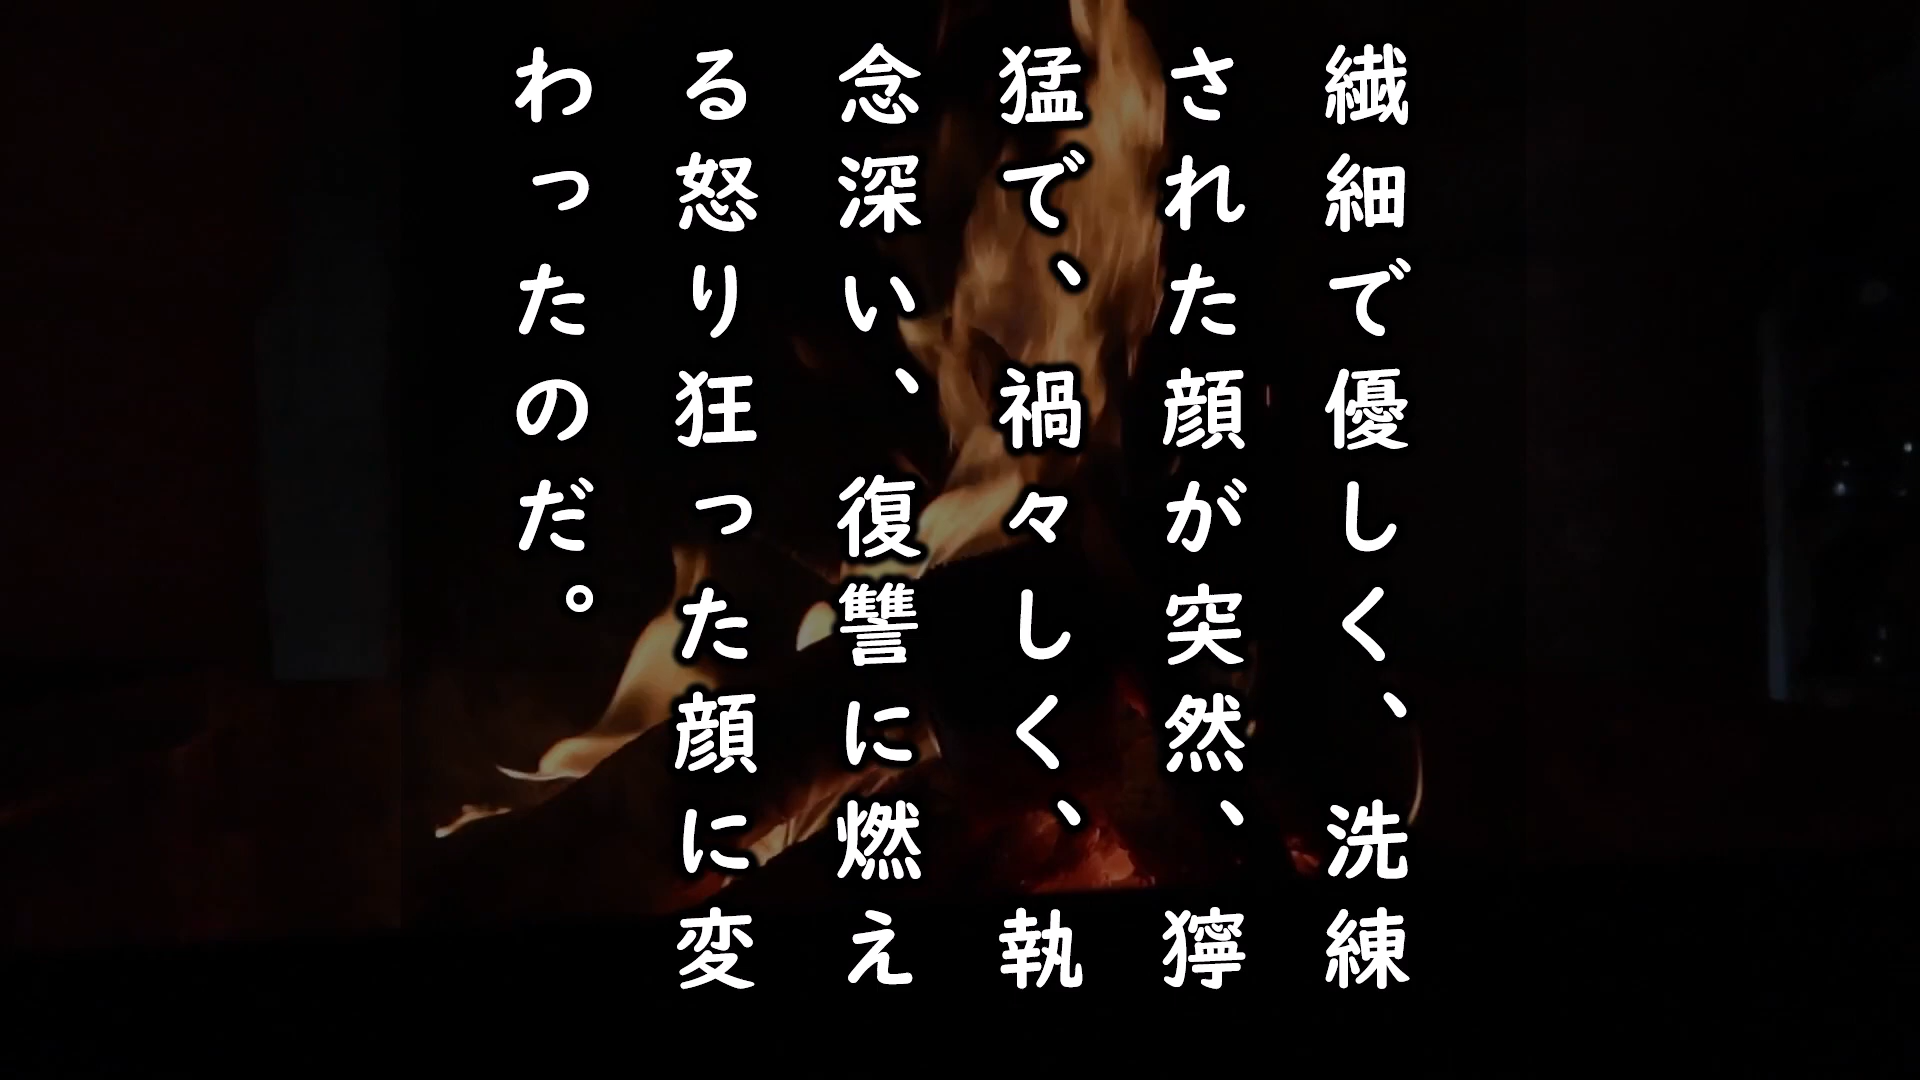 繊細で優しく、洗練
された顔が突然、獰
猛で、禍々しく、執
念深い、復讐に燃え
る怒り狂った顔に変
わったのだ。